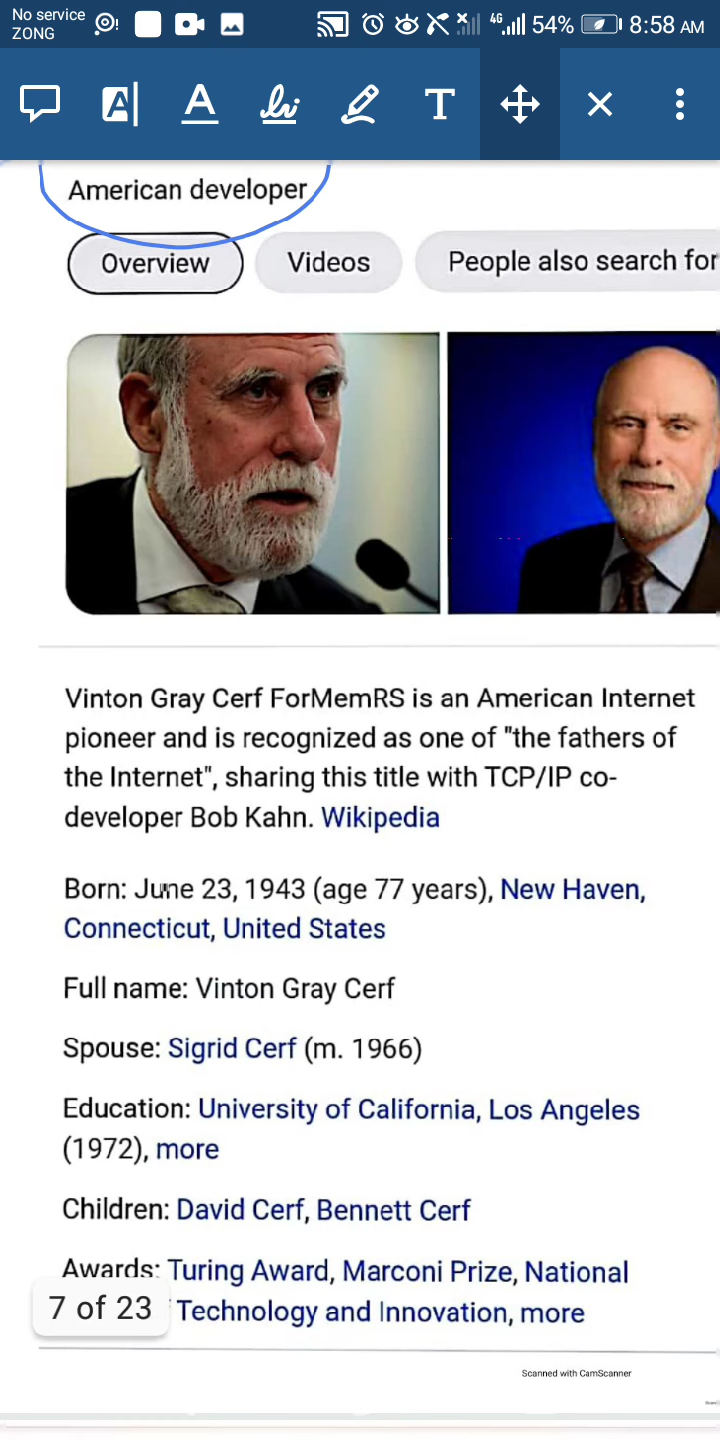 No service
ZONG
4G
54%
8:58 AM
A
A
T
American developer
Overview
Videos
People also search for
Vinton Gray Cerf ForMemRS is an American Internet
pioneer and is recognized as one of "the fathers of
the Internet", sharing this title with TCP/IP co-
developer Bob Kahn. Wikipedia
Born: June 23, 1943 (age 77 years), New Haven,
Connecticut, United States
Full name: Vinton Gray Cerf
Spouse: Sigrid Cerf (m. 1966)
Education: University of California, Los Angeles
(1972), more
Children: David Cerf, Bennett Cerf
Awards: Turing Award, Marconi Prize, National
7 of 23
Technology and Innovation, more
Scanned with CamScanner